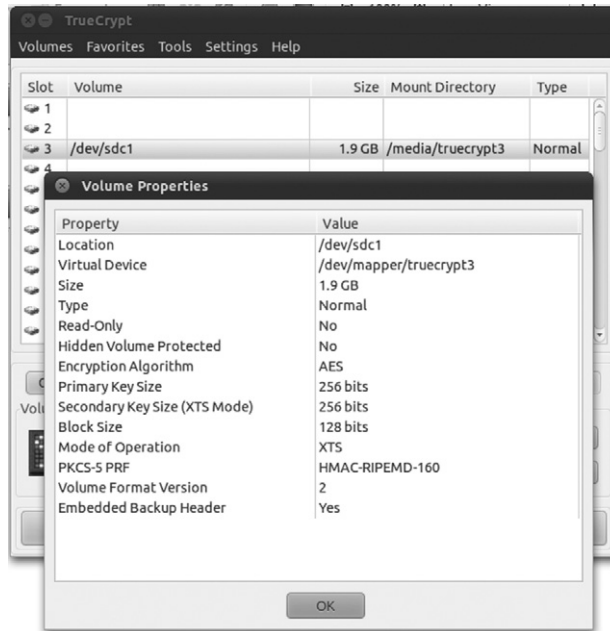 TrueCrypt
Volumes Favorites Tools Settings Help
Slot Volume Size Mount Directory Type
1
2
3 /dev/sdc1 1.9 GB /media/truecrypt3 Normal
4
Volume Properties
Property Value
Location /dev/sdc1
Virtual Device /dev/mapper/truecrypt3
Size 1.9 GB
Type Normal
Read-Only No
Hidden Volume Protected No
Encryption Algorithm AES
Primary Key Size 256 bits
Secondary Key Size (XTS Mode) 256 bits
Block Size 128 bits
Mode of Operation XTS
PKCS-5 PRF HMAC-RIPEMD-160
Volume Format Version 2
Embedded Backup Header Yes
OK